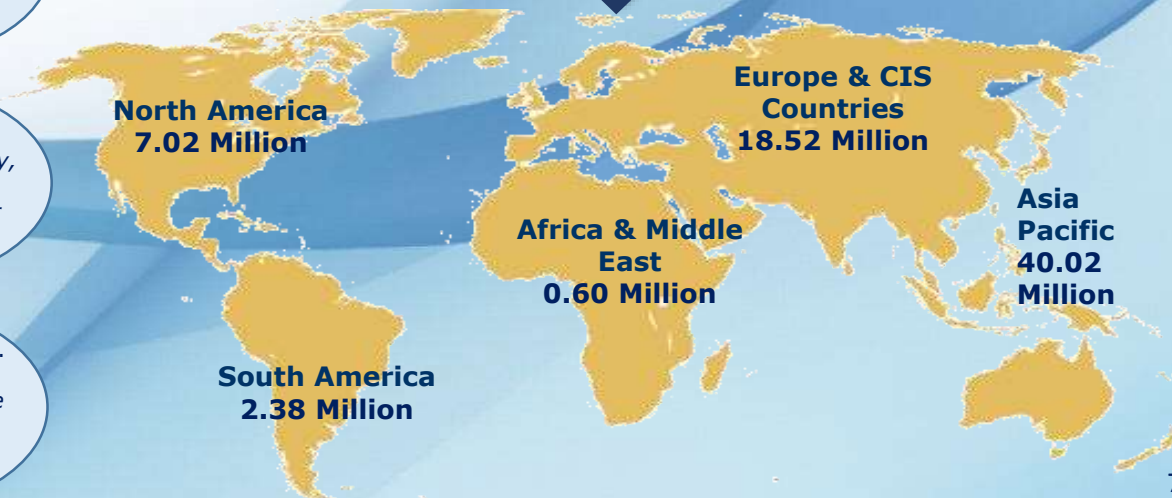 North America
7.02 Million
Europe & CIS
Countries
18.52 Million
Africa & Middle
East
0.60 Million
Asia
Pacific
40.02
Million
South America
2.38 Million